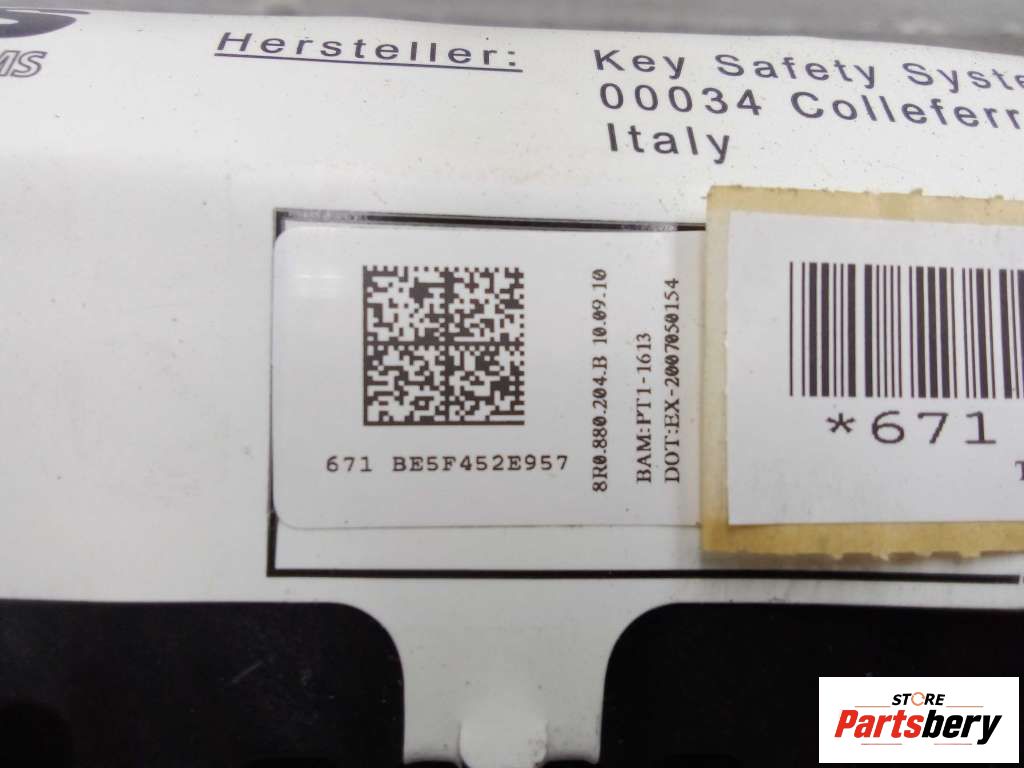 S
MS
Hersteller:
Key Safety Syste
00034 Colleferr
Italy
671 BE5F452E957
8R0.880.204.B 10.09.10
BAM:PT1-1613
DOT:EX-2007050154
*671
T
STORE
Partsbery